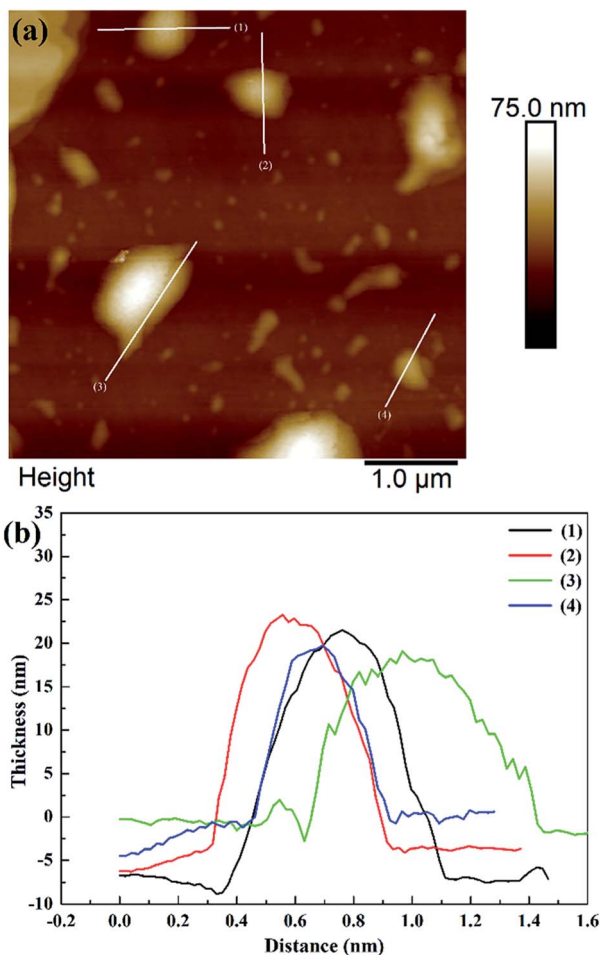 (a)
(1)
(2)
75.0 nm
(3)
(4)
Height
1.0 µm
(b)
35
30
25
20
15
10
5
0
-5
-10
Thickness (nm)
(1)
(2)
(3)
(4)
-0.2 0.0 0.2 0.4 0.6 0.8 1.0 1.2 1.4 1.6
Distance (nm)